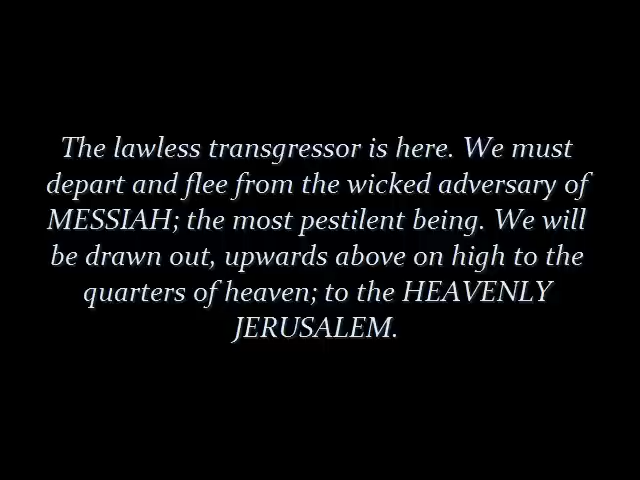 The lawless transgressor is here. We must
depart and flee from the wicked adversary of
MESSIAH; the most pestilent being. We will
be drawn out, upwards above on high to the
quarters of heaven; to the HEAVENLY
JERUSALEM.